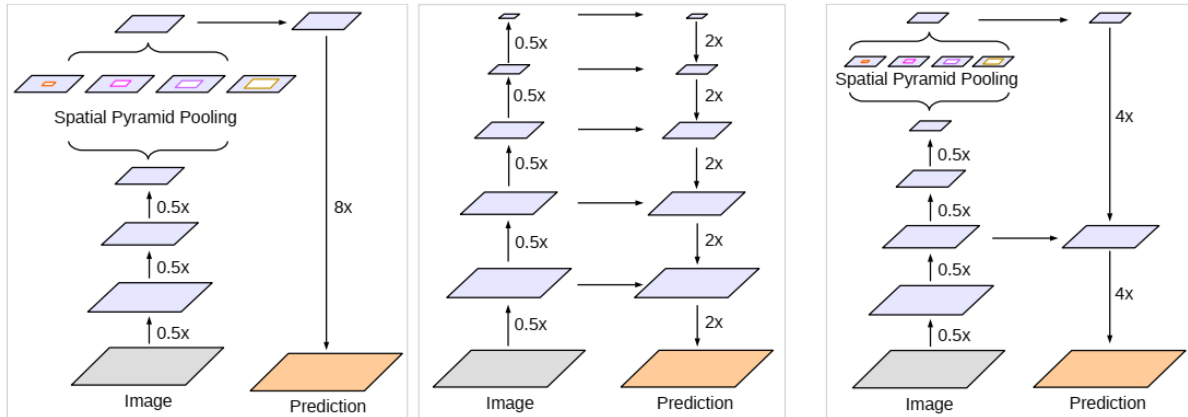 Spatial Pyramid Pooling
0.5x
0.5x
0.5x
8x
Image
Prediction
0.5x
0.5x
0.5x
0.5x
0.5x
2x
2x
2x
2x
2x
Image
Prediction
Spatial Pyramid Pooling
0.5x
0.5x
0.5x
0.5x
4x
4x
Image
Prediction